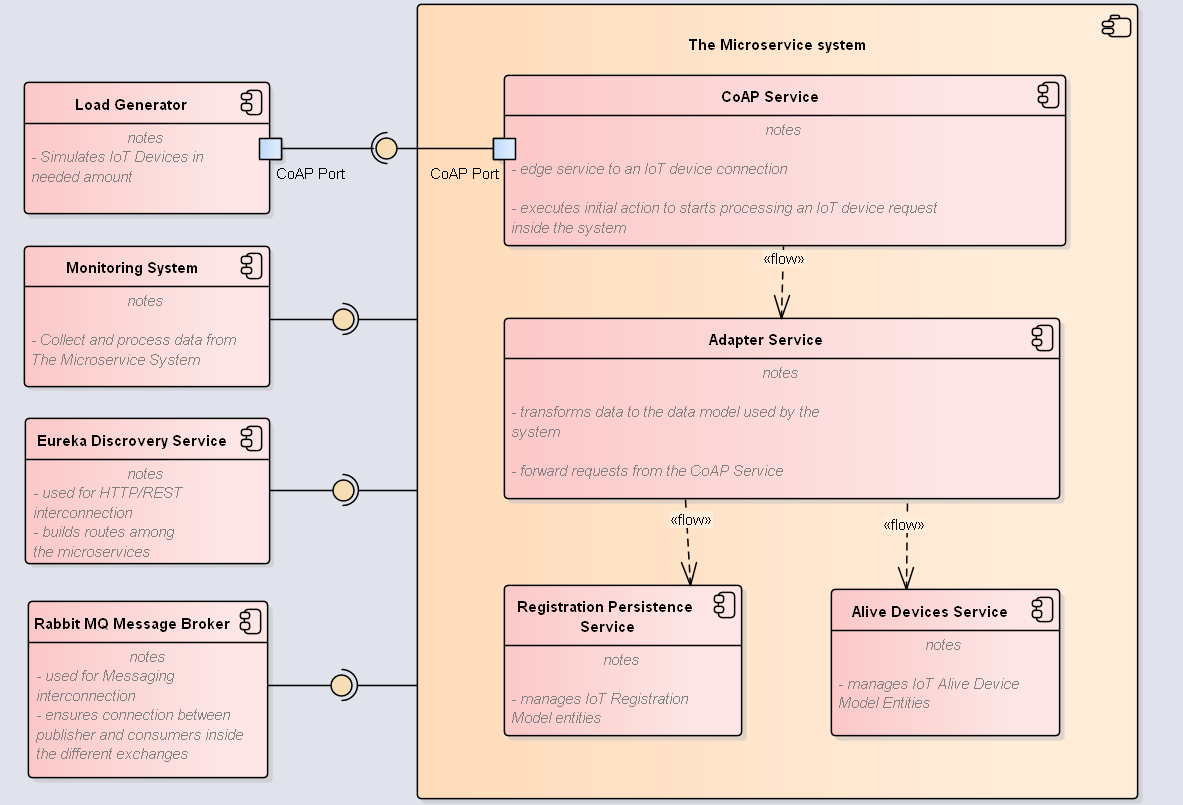 The Microservice system
Load Generator
notes
- Simulates IoT Devices in
needed amount
CoAP Port
CoAP Port
CoAP Service
notes
- edge service to an IoT device connection
- executes initial action to starts processing an IoT device request
inside the system
«flow»
Monitoring System
notes
- Collect and process data from
The Microservice System
Adapter Service
notes
- transforms data to the data model used by the
system
- forward requests from the CoAP Service
Eureka Discrovery Service
notes
- used for HTTP/REST
interconnection
- builds routes among
the microservices
«flow»
«flow»
Rabbit MQ Message Broker
notes
- used for Messaging
interconnection
- ensures connection between
publisher and consumers inside
the different exchanges
Registration Persistence
Service
notes
- manages IoT Registration
Model entities
Alive Devices Service
notes
- manages IoT Alive Device
Model Entities